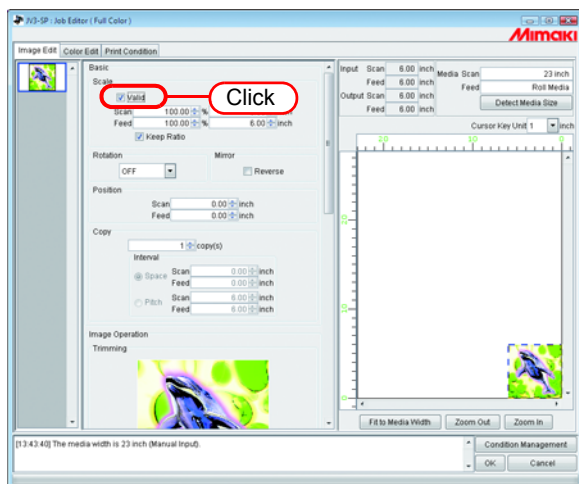 JV3-SP : Job Editor ( Full Color )
Mimaki
Image Edit Color Edit Print Condition
Basic
Scale
Valid
Click
Scan 100.00 %
Feed 100.00 % 6.00 inch
Keep Ratio
Rotation Mirror
OFF Reverse
Position
Scan 0.00 inch
Feed 0.00 inch
Copy
1 copy(s)
Interval
Space Scan 0.00 inch
Feed 0.00 inch
Pitch Scan 6.00 inch
Feed 6.00 inch
Image Operation
Trimming
Input Scan 6.00 inch
Feed 6.00 inch
Output Scan 6.00 inch
Feed 6.00 inch
Media Scan 23 inch
Feed Roll Media
Detect Media Size
Cursor Key Unit 1 inch
20 10 0
20
10
0
Fit to Media Width Zoom Out Zoom In
[13:43:40] The media width is 23 inch (Manual Input).
Condition Management
OK Cancel